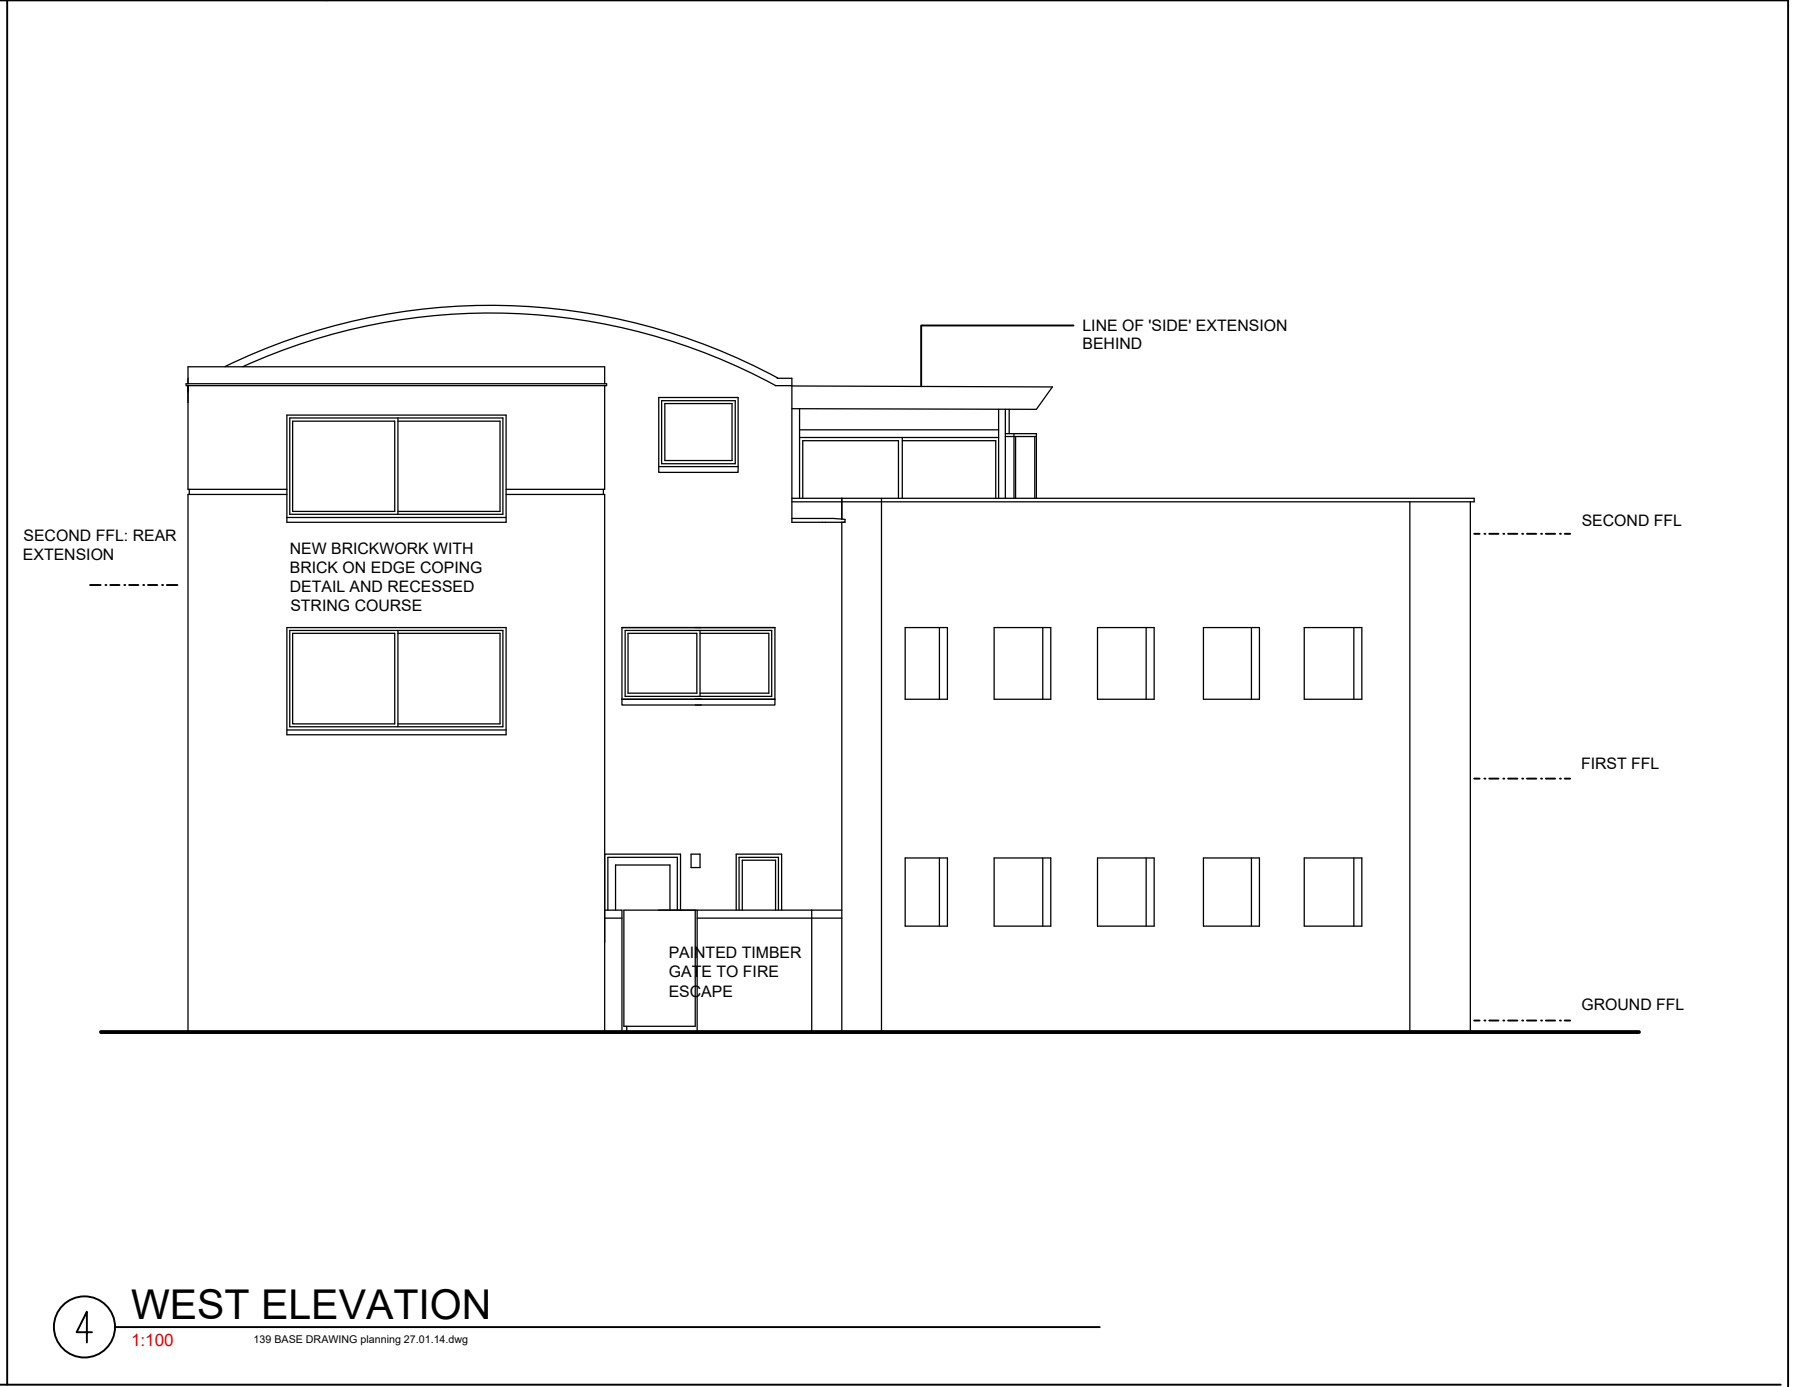 LINE OF 'SIDE' EXTENSION
BEHIND
SECOND FFL: REAR
EXTENSION
SECOND FFL
NEW BRICKWORK WITH
BRICK ON EDGE COPING
DETAIL AND RECESSED
STRING COURSE
FIRST FFL
PAINTED TIMBER
GATE TO FIRE
ESCAPE
GROUND FFL
4
WEST ELEVATION
1:100
139 BASE DRAWING planning 27.01.14.dwg